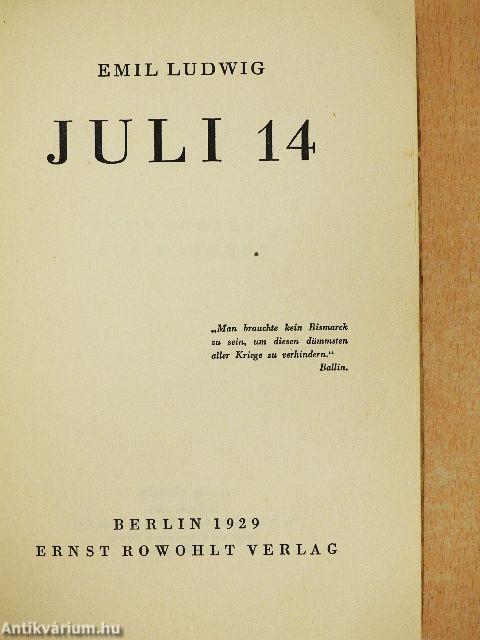 EMIL LUDWIG
JULI 14
„Man brauchte kein Bismarck
zu sein, um diesen dümmsten
aller Kriege zu verhindern.“
Ballin.
BERLIN 1929
ERNST ROWOHLT VERLAG
Antikvárium.hu